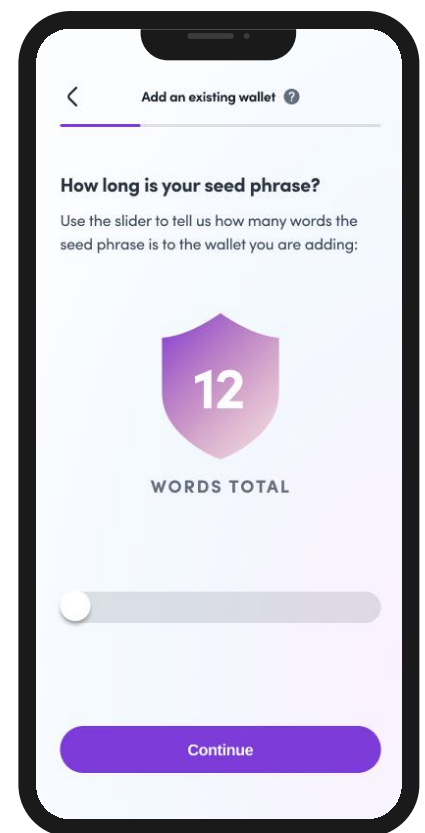 Add an existing wallet ?
How long is your seed phrase?
Use the slider to tell us how many words the
seed phrase is to the wallet you are adding:
12
WORDS TOTAL
Continue